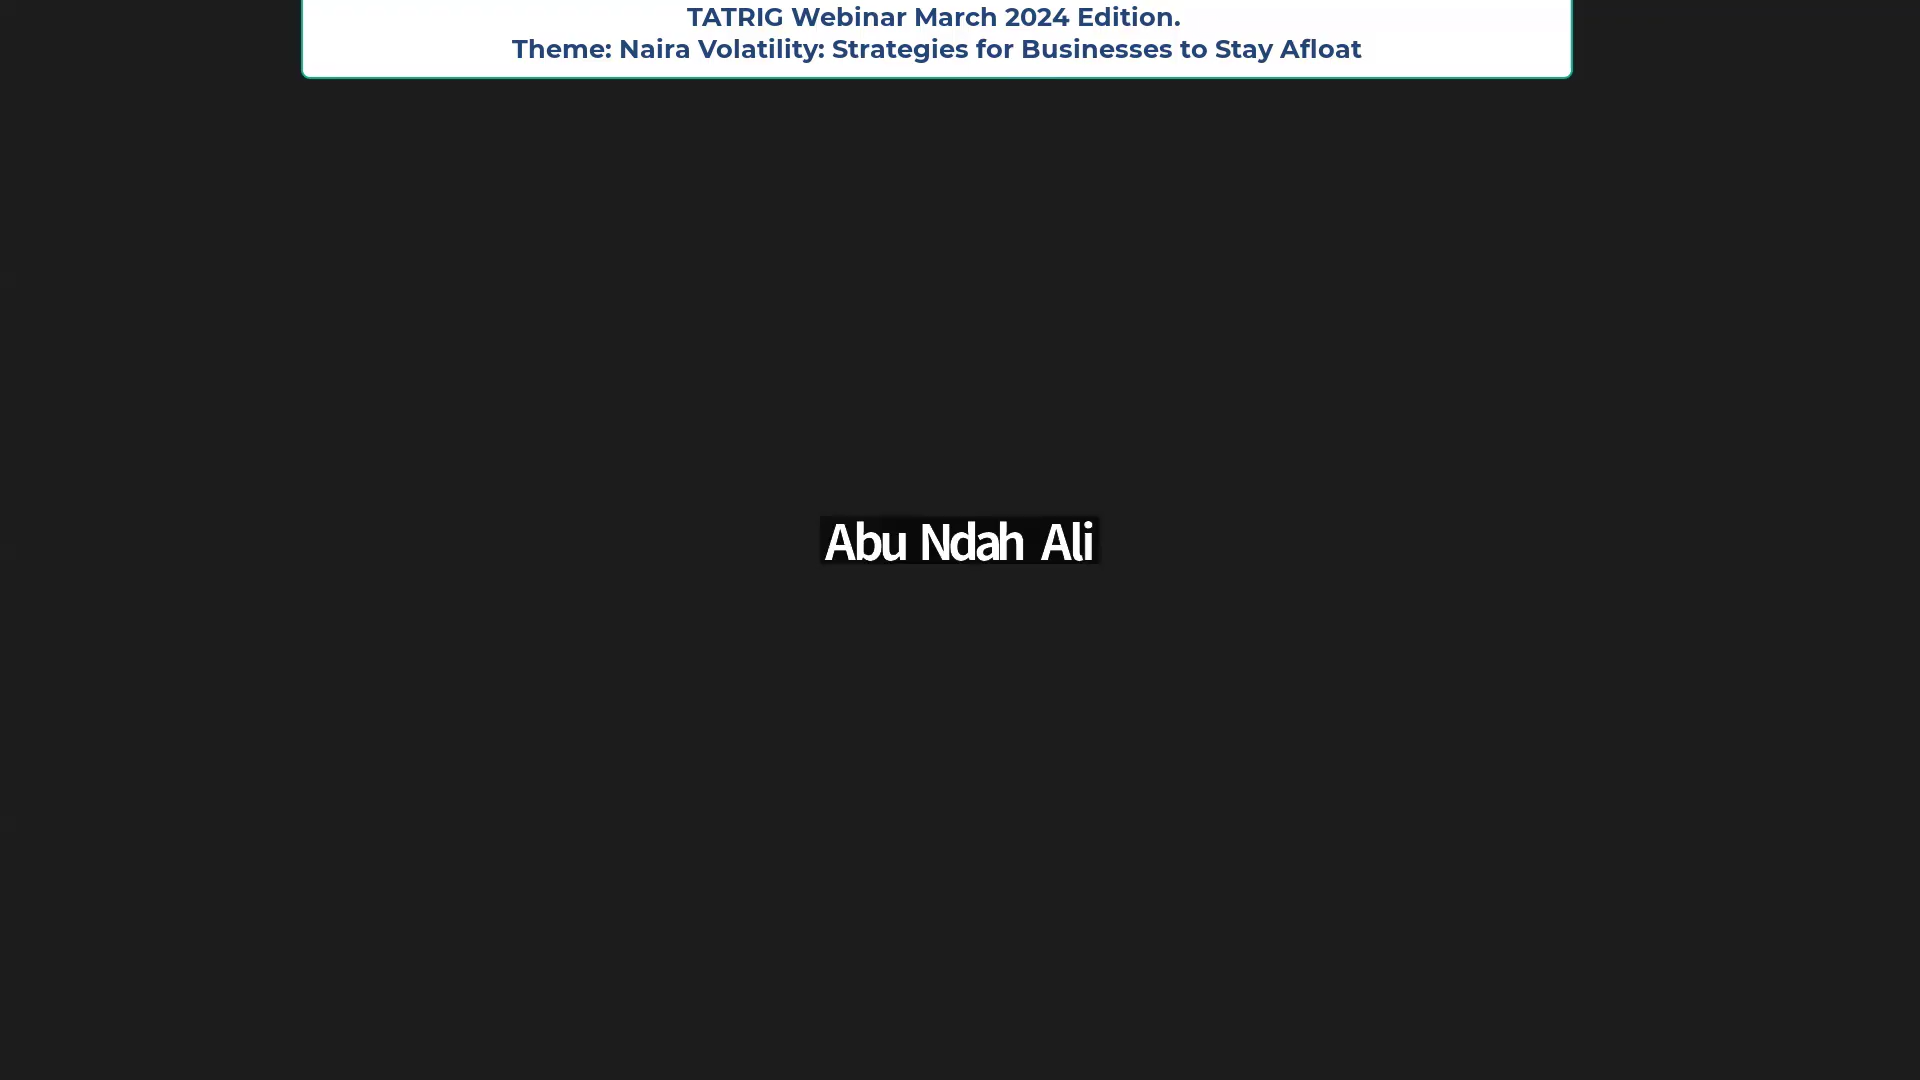 TATRIG Webinar March 2024 Edition.
Theme: Naira Volatility: Strategies for Businesses to Stay Afloat
Abu Ndah Ali